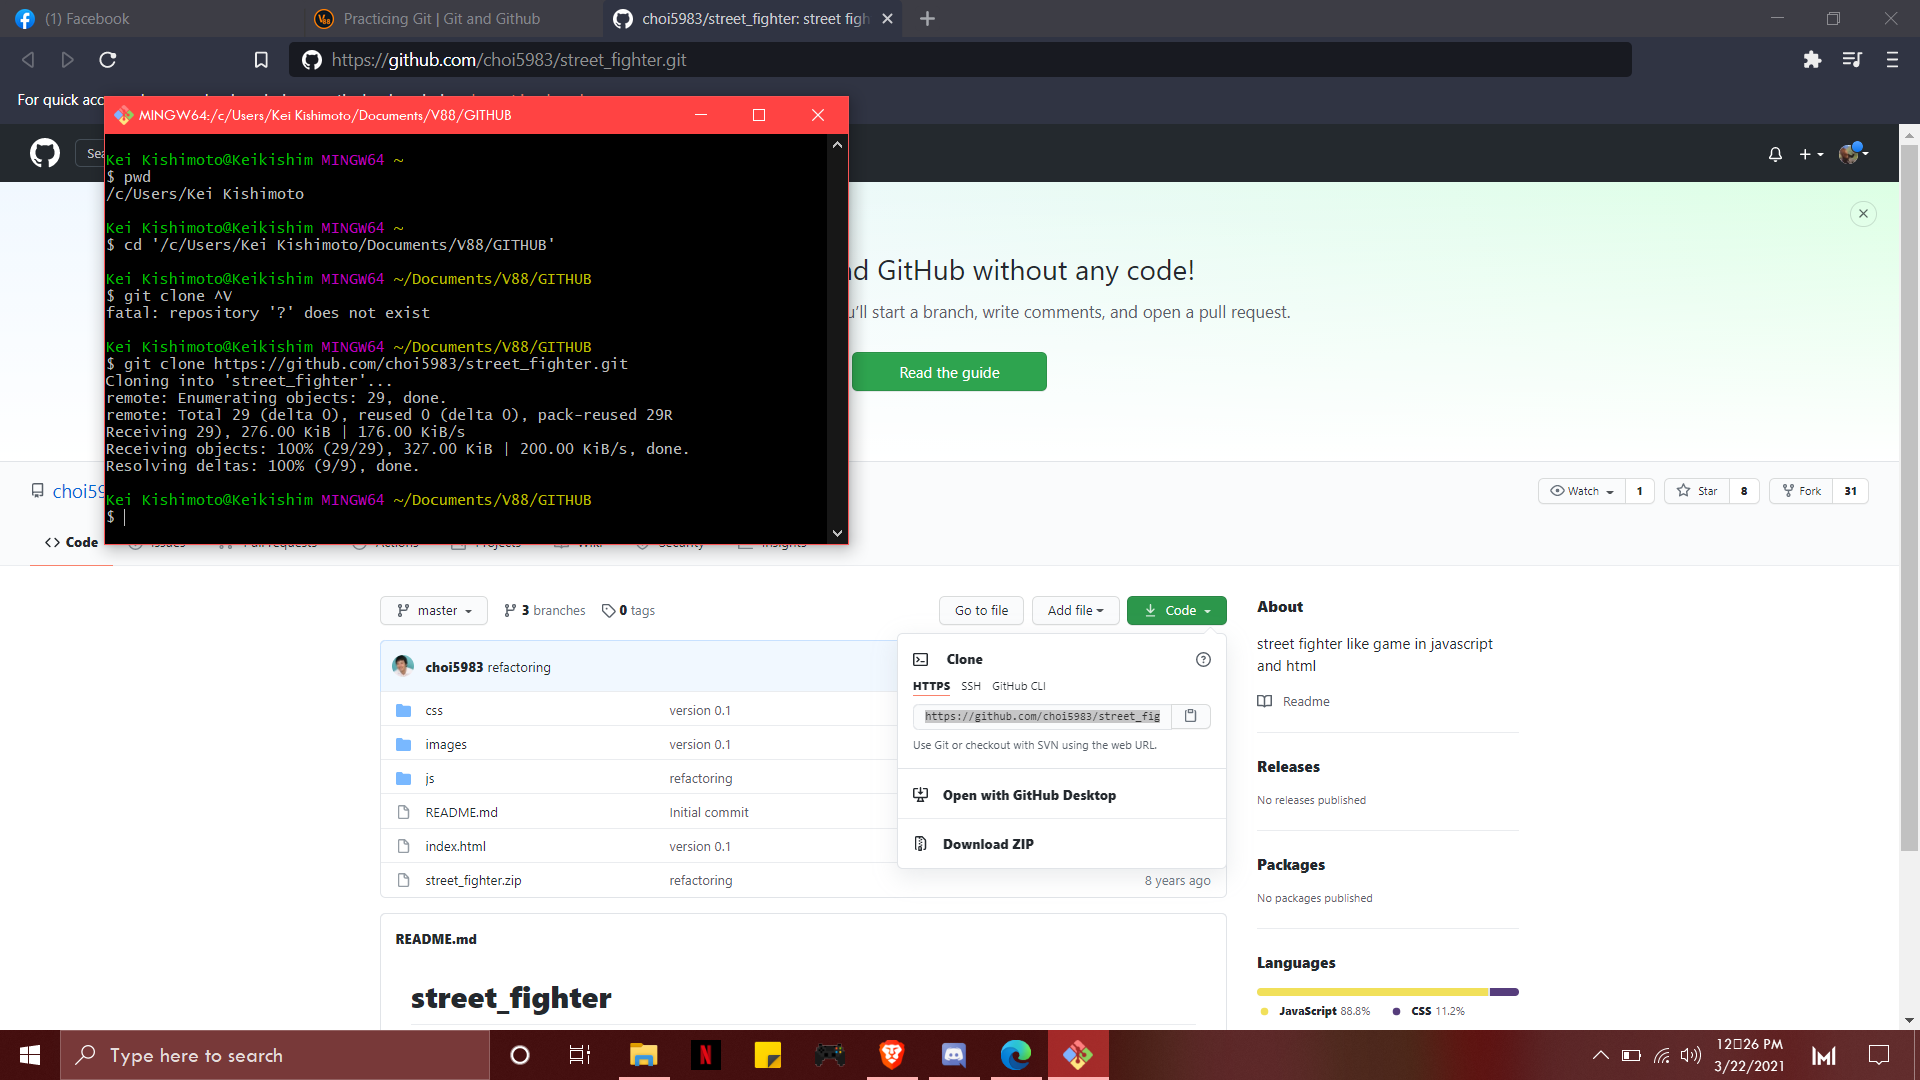 (1) Facebook
Practicing Git | Git and Github
choi5983/street_fighter: street figh
https://github.com/choi5983/street_fighter.git
For quick acc
MINGW64:/c/Users/Kei Kishimoto/Documents/V88/GITHUB
Sea
Kei Kishimoto@Keikishim MINGW64 ~
$ pwd
/c/Users/Kei Kishimoto
Kei Kishimoto@Keikishim MINGW64 ~
$ cd '/c/Users/Kei Kishimoto/Documents/V88/GITHUB'
Kei Kishimoto@Keikishim MINGW64 ~/Documents/V88/GITHUB
$ git clone ^V
fatal: repository '?' does not exist
Kei Kishimoto@Keikishim MINGW64 ~/Documents/V88/GITHUB
$ git clone https://github.com/choi5983/street_fighter.git
Cloning into 'street_fighter'...
remote: Enumerating objects: 29, done.
remote: Total 29 (delta 0), reused 0 (delta 0), pack-reused 29R
Receiving 29), 276.00 KiB | 176.00 KiB/s
Receiving objects: 100% (29/29), 327.00 KiB | 200.00 KiB/s, done.
Resolving deltas: 100% (9/9), done.
Kei Kishimoto@Keikishim MINGW64 ~/Documents/V88/GITHUB
$
nd GitHub without any code!
u'll start a branch, write comments, and open a pull request.
Read the guide
choi59
Watch 1 Star 8 Fork 31
Code Issues Pull requests Actions Projects Wiki Security Insights
master 3 branches 0 tags
Go to file Add file Code
choi5983 refactoring
css version 0.1
images version 0.1
js refactoring
README.md Initial commit
index.html version 0.1
street_fighter.zip refactoring 8 years ago
Clone
HTTPS SSH GitHub CLI
https://github.com/choi5983/street_fig
Use Git or checkout with SVN using the web URL.
Open with GitHub Desktop
Download ZIP
README.md
street_fighter
About
street fighter like game in javascript
and html
Readme
Releases
No releases published
Packages
No packages published
Languages
JavaScript 88.8% CSS 11.2%
Type here to search
12▯26 PM
3/22/2021